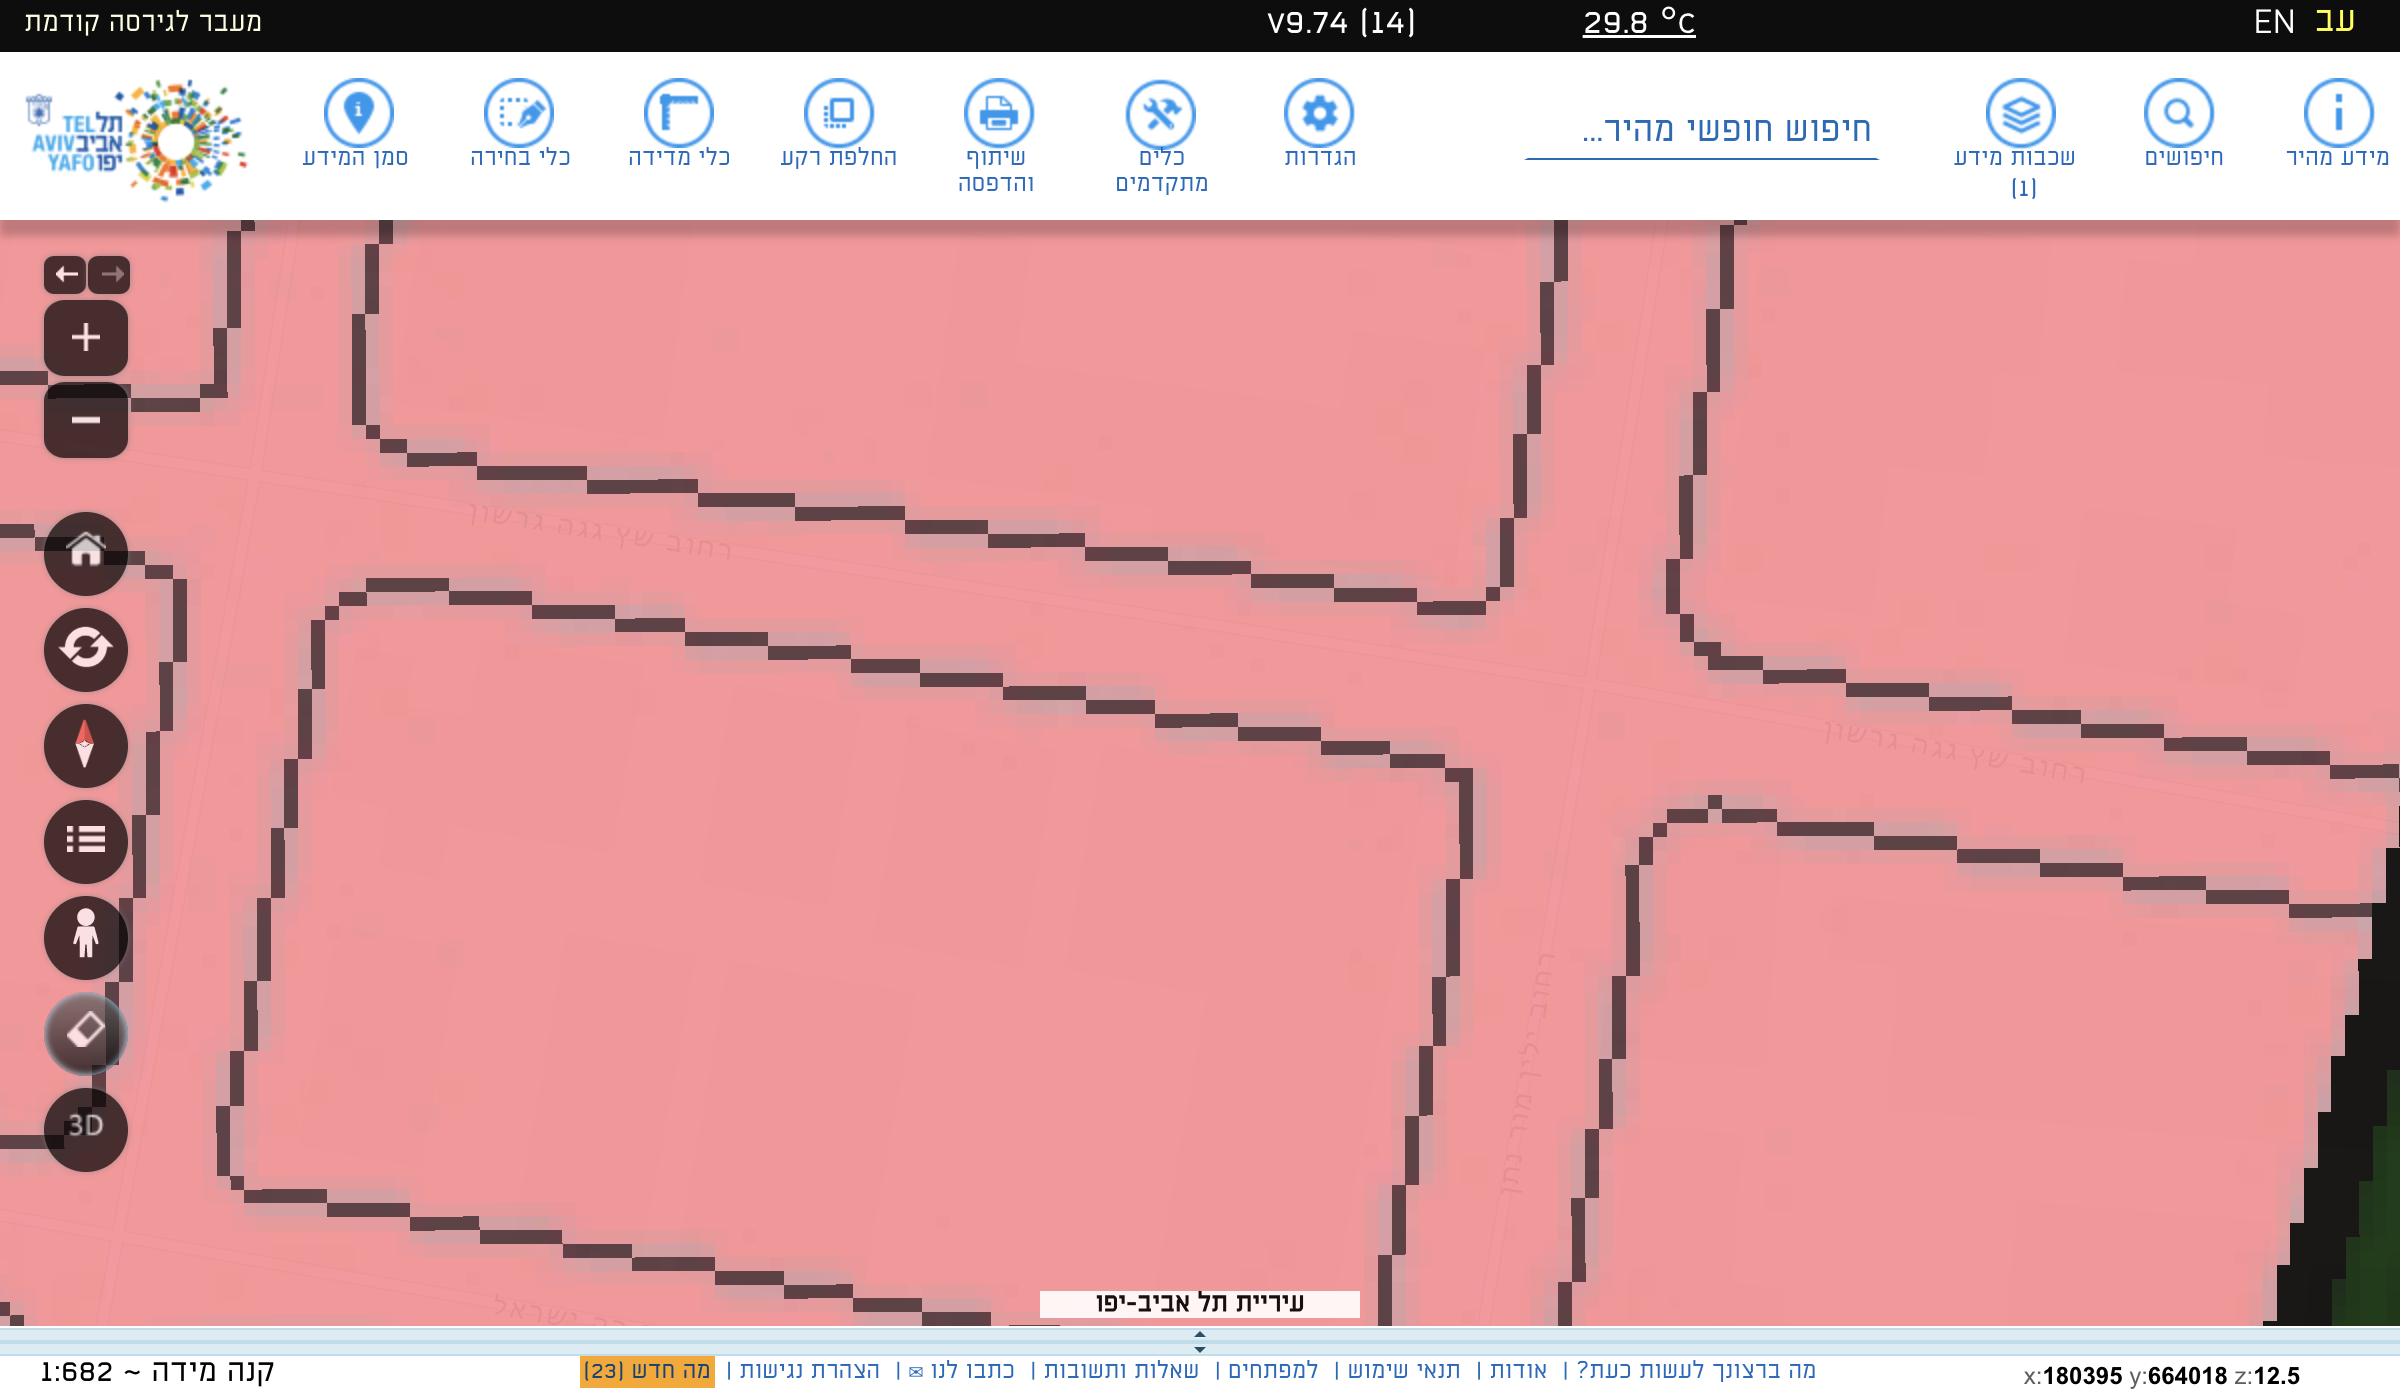 עב EN
29.8 °C
V9.74 (14)
מעבר לגירסה קודמת
מידע מהיר
חיפושים
שכבות מידע
(1)
חיפוש חופשי מהיר...
הגדרות
כלים
מתקדמים
שיתוף
והדפסה
החלפת רקע
כלי מדידה
כלי בחירה
סמן המידע
תל TEL
אביב AVIV
יפו YAFO
רחוב שץ גגה גרשון
רחוב שץ גגה גרשון
רחוב ילין מור נתן
ישראל
3D
עיריית תל אביב-יפו
מה ברצונך לעשות כעת? | אודות | תנאי שימוש | למפתחים | שאלות ותשובות | כתבו לנו ✉ | הצהרת נגישות | מה חדש (23)
קנה מידה ~ 1:682
x:180395 y:664018 z:12.5